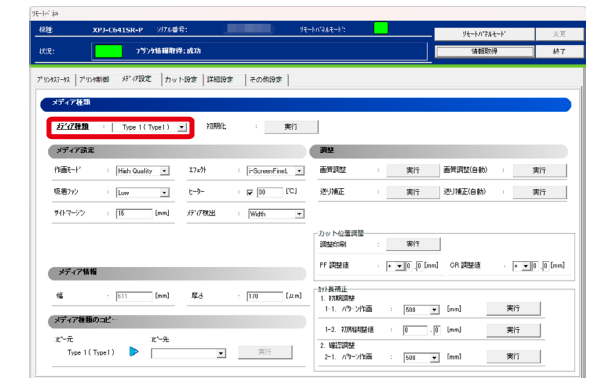 ﾘﾓｰﾄﾊﾟﾈﾙ
機種: XPJ-C641SR-P ｼﾘｱﾙ番号: ﾘﾓｰﾄﾊﾟﾈﾙﾓｰﾄﾞ: ﾘﾓｰﾄﾊﾟﾈﾙﾓｰﾄﾞ 変更
状況: ﾌﾟﾘﾝﾀ情報取得：成功 情報取得 終了
ﾌﾟﾘﾝﾀｽﾃｰﾀｽ ﾌﾟﾘﾝﾀ制御 ﾒﾃﾞｨｱ設定 カット設定 詳細設定 その他設定
メディア種類
ﾒﾃﾞｨｱ種類 : Type 1 ( Type1 ) 初期化 : 実行
メディア設定 調整
作画ﾓｰﾄﾞ : High Quality ｴﾌｪｸﾄ : i-ScreenFineL 画質調整 : 実行 画質調整(自動) : 実行
吸着ﾌｧﾝ : Low ﾋｰﾀｰ : 30 [℃] 送り補正 : 実行 送り補正(自動) : 実行
ｻｲﾄﾞﾏｰｼﾞﾝ : 15 [mm] ﾒﾃﾞｨｱ検出 : Width
カット位置調整
調整印刷 : 実行
PF 調整値 : + 0 .0 [mm] CR 調整値 : + 0 .0 [mm]
メディア情報
幅 : 611 [mm] 厚さ : 170 [μm]
ｶｯﾄ長補正
1. 初期調整
1-1. ﾊﾟﾀｰﾝ作画 : 500 [mm] 実行
1-2. 初期調整値 : 0 .0 [mm] 実行
2. 確認調整
2-1. ﾊﾟﾀｰﾝ作画 : 500 [mm] 実行
メディア種類のコピー
ｺﾋﾟｰ元 ｺﾋﾟｰ先
Type 1 ( Type1 ) 実行